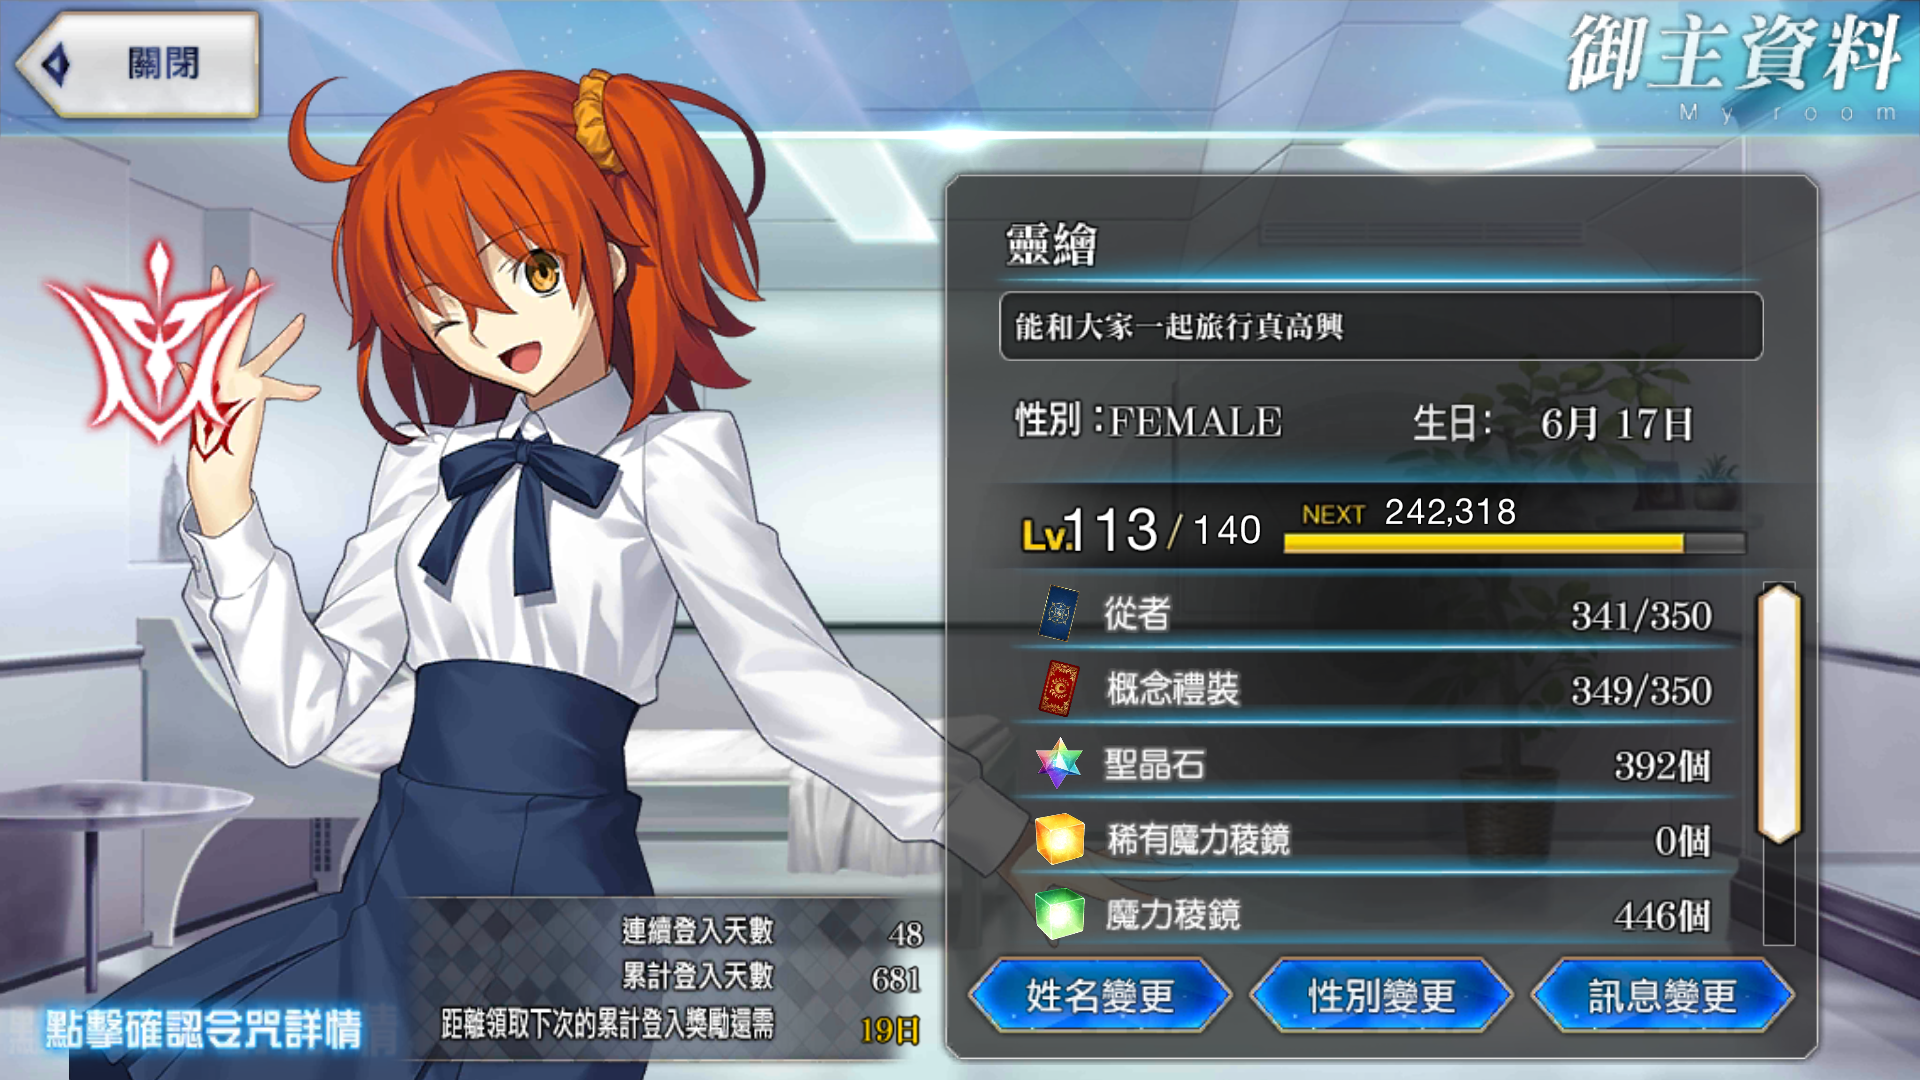 關閉
御主資料
My room
靈繪
能和大家一起旅行真高興
性別：FEMALE 生日： 6月 17日
Lv.113/140 NEXT 242,318
從者 341/350
概念禮裝 349/350
聖晶石 392個
稀有魔力稜鏡 0個
魔力稜鏡 446個
連續登入天數 48
累計登入天數 681
距離領取下次的累計登入獎勵還需 19日
點擊確認令咒詳情
姓名變更 性別變更 訊息變更